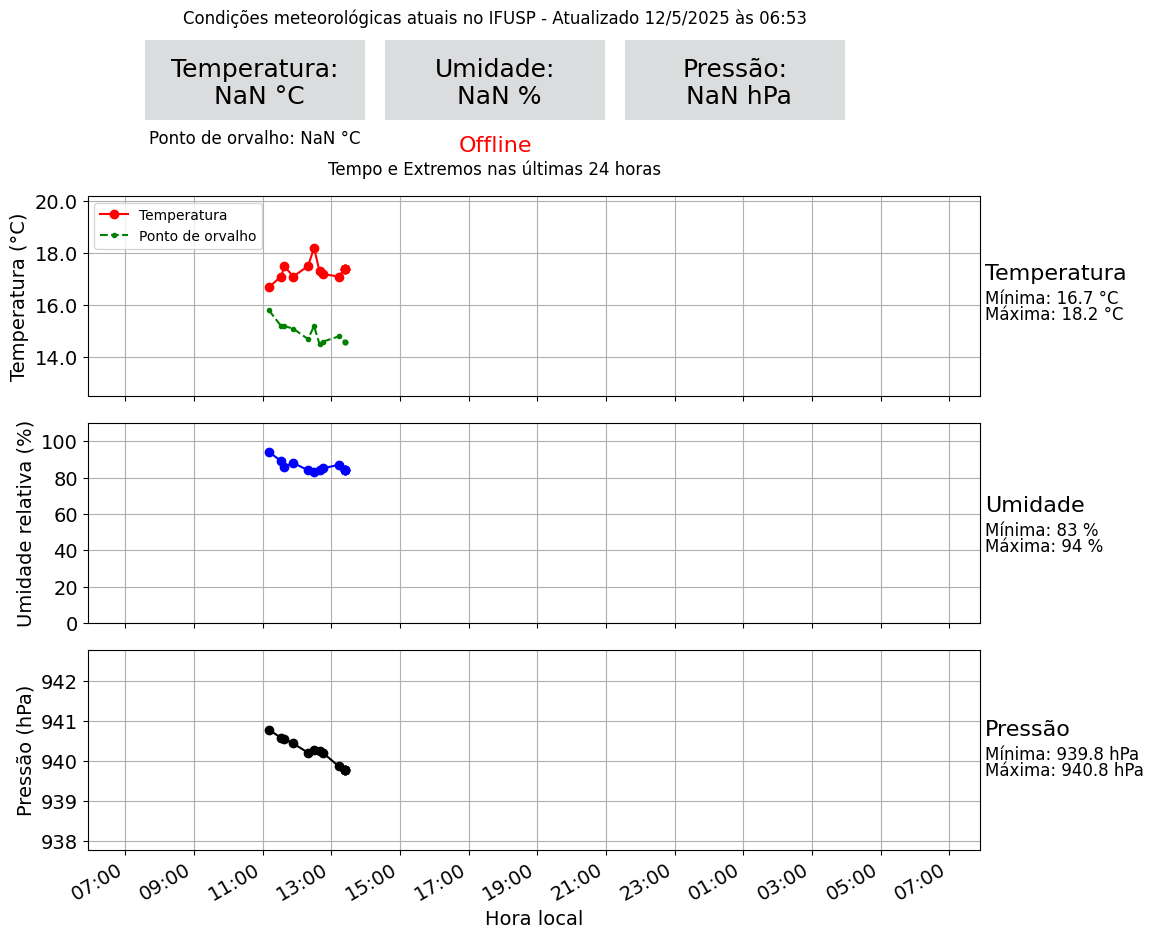 Condições meteorológicas atuais no IFUSP - Atualizado 12/5/2025 às 06:53
Temperatura:
NaN °C
Umidade:
NaN %
Pressão:
NaN hPa
Ponto de orvalho: NaN °C
Offline
Tempo e Extremos nas últimas 24 horas
Temperatura (°C)
20.0
18.0
16.0
14.0
Temperatura
Ponto de orvalho
Temperatura
Mínima: 16.7 °C
Máxima: 18.2 °C
Umidade relativa (%)
100
80
60
40
20
0
Umidade
Mínima: 83 %
Máxima: 94 %
Pressão (hPa)
942
941
940
939
938
Pressão
Mínima: 939.8 hPa
Máxima: 940.8 hPa
07:00 09:00 11:00 13:00 15:00 17:00 19:00 21:00 23:00 01:00 03:00 05:00 07:00
Hora local